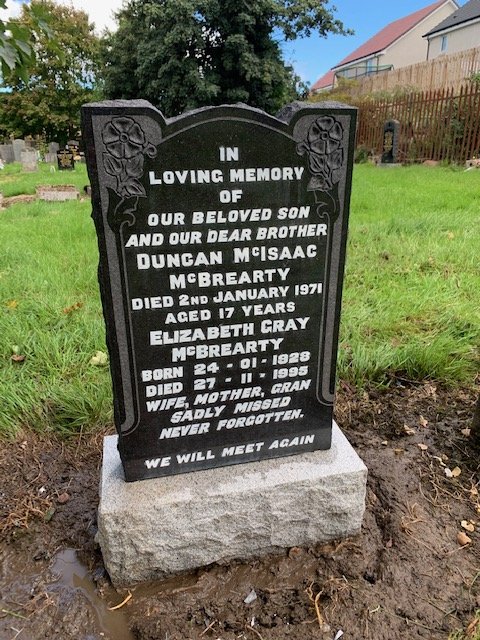 IN
LOVING MEMORY
OF
OUR BELOVED SON
AND OUR DEAR BROTHER
DUNCAN McISAAC
McBREARTY
DIED 2ND JANUARY 1971
AGED 17 YEARS
ELIZABETH GRAY
McBREARTY
BORN 24 - 01 - 1928
DIED 27 - 11 - 1995
WIFE, MOTHER, GRAN
SADLY MISSED
NEVER FORGOTTEN.
WE WILL MEET AGAIN